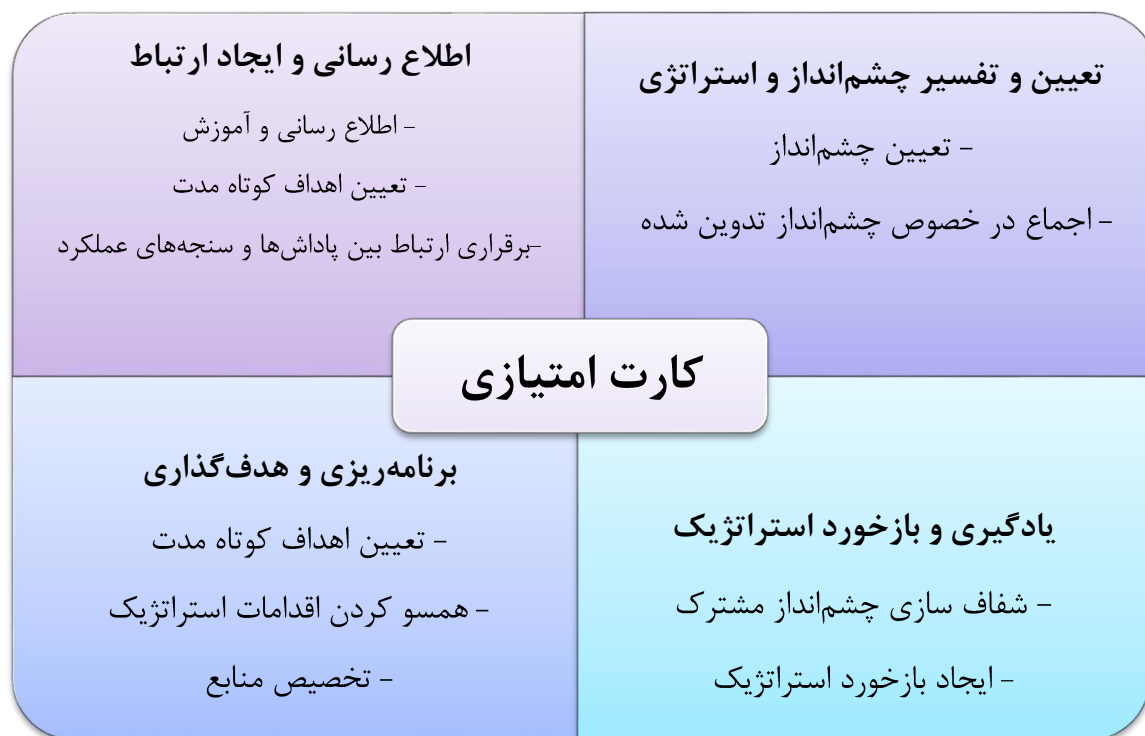 تعیین و تفسیر چشم‌انداز و استراتژی
- تعیین چشم‌انداز
- اجماع در خصوص چشم‌انداز تدوین شده
اطلاع رسانی و ایجاد ارتباط
- اطلاع رسانی و آموزش
- تعیین اهداف کوتاه مدت
-برقراری ارتباط بین پاداش‌ها و سنجه‌های عملکرد
کارت امتیازی
یادگیری و بازخورد استراتژیک
- شفاف سازی چشم‌انداز مشترک
- ایجاد بازخورد استراتژیک
برنامه‌ریزی و هدف‌گذاری
- تعیین اهداف کوتاه مدت
- همسو کردن اقدامات استراتژیک
- تخصیص منابع